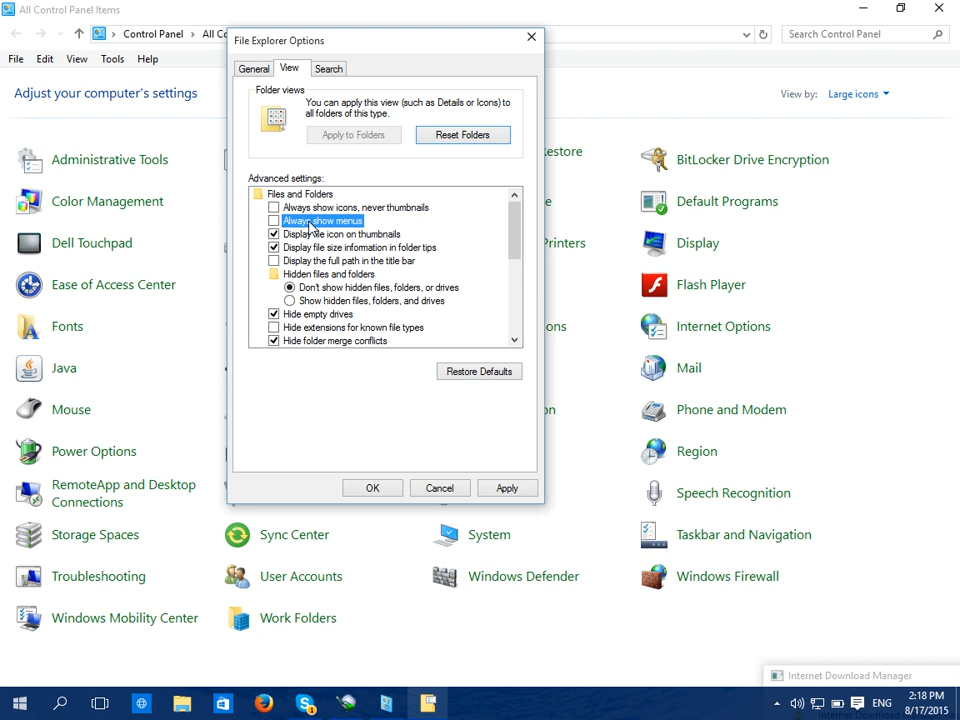 All Control Panel Items
Control Panel
All Co
Search Control Panel
File Edit View Tools Help
Adjust your computer's settings
View by: Large icons
File Explorer Options
General View Search
Folder views
You can apply this view (such as Details or Icons) to
all folders of this type.
Apply to Folders Reset Folders
Advanced settings:
Files and Folders
Always show icons, never thumbnails
Always show menus
Display file icon on thumbnails
Display file size information in folder tips
Display the full path in the title bar
Hidden files and folders
Don't show hidden files, folders, or drives
Show hidden files, folders, and drives
Hide empty drives
Hide extensions for known file types
Hide folder merge conflicts
Restore Defaults
OK Cancel Apply
Administrative Tools
estore
BitLocker Drive Encryption
Color Management
e
Default Programs
Dell Touchpad
Printers
Display
Ease of Access Center
Flash Player
Fonts
ons
Internet Options
Java
Mail
Mouse
on
Phone and Modem
Power Options
Region
RemoteApp and Desktop
Connections
Speech Recognition
Storage Spaces
Sync Center
System
Taskbar and Navigation
Troubleshooting
User Accounts
Windows Defender
Windows Firewall
Windows Mobility Center
Work Folders
Internet Download Manager
ENG
2:18 PM
8/17/2015
Internet Download